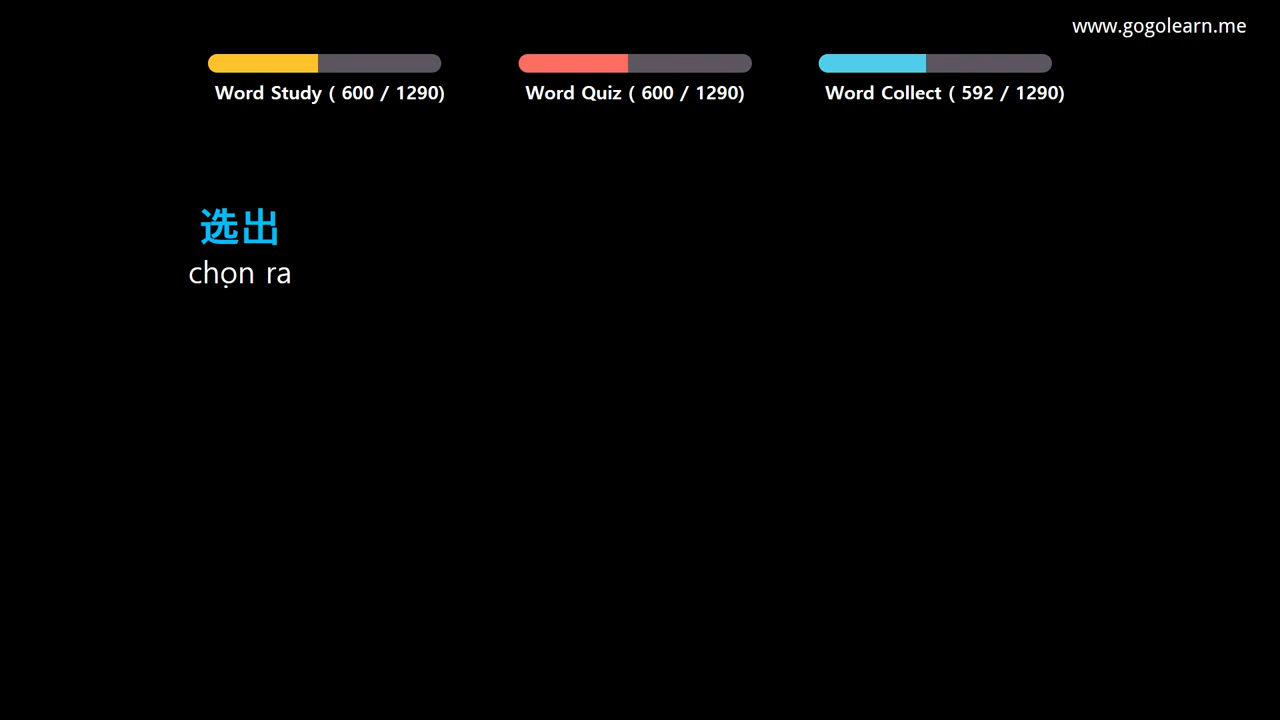 www.gogolearn.me
Word Study ( 600 / 1290)
Word Quiz ( 600 / 1290)
Word Collect ( 592 / 1290)
选出
chọn ra